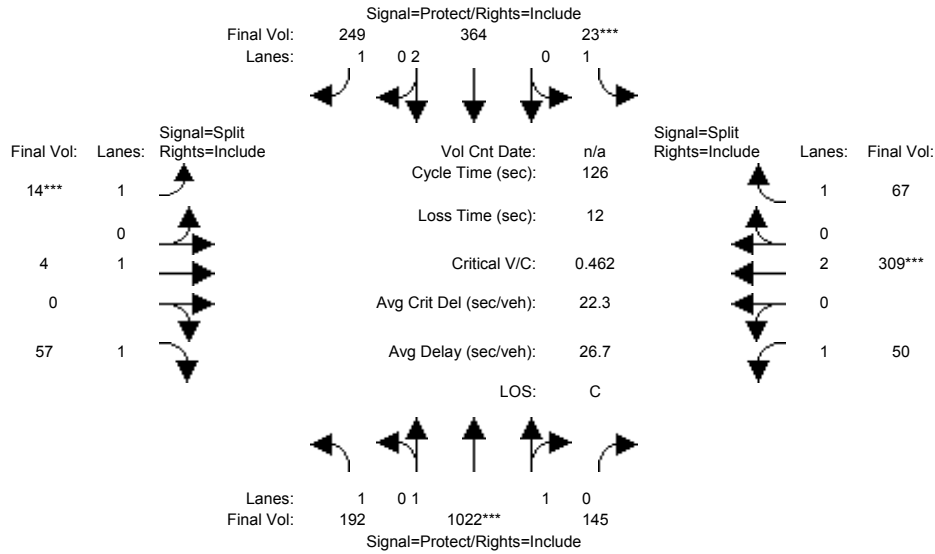 Signal=Protect/Rights=Include
Final Vol: 249 364 23***
Lanes: 1 0 2 0 1
Signal=Split Signal=Split
Final Vol: Lanes: Rights=Include Vol Cnt Date: n/a Rights=Include Lanes: Final Vol:
Cycle Time (sec): 126
14*** 1 1 67
Loss Time (sec): 12
0 0
4 1 Critical V/C: 0.462 2 309***
0 Avg Crit Del (sec/veh): 22.3 0
57 1 Avg Delay (sec/veh): 26.7 1 50
LOS: C
Lanes: 1 0 1 1 0
Final Vol: 192 1022*** 145
Signal=Protect/Rights=Include